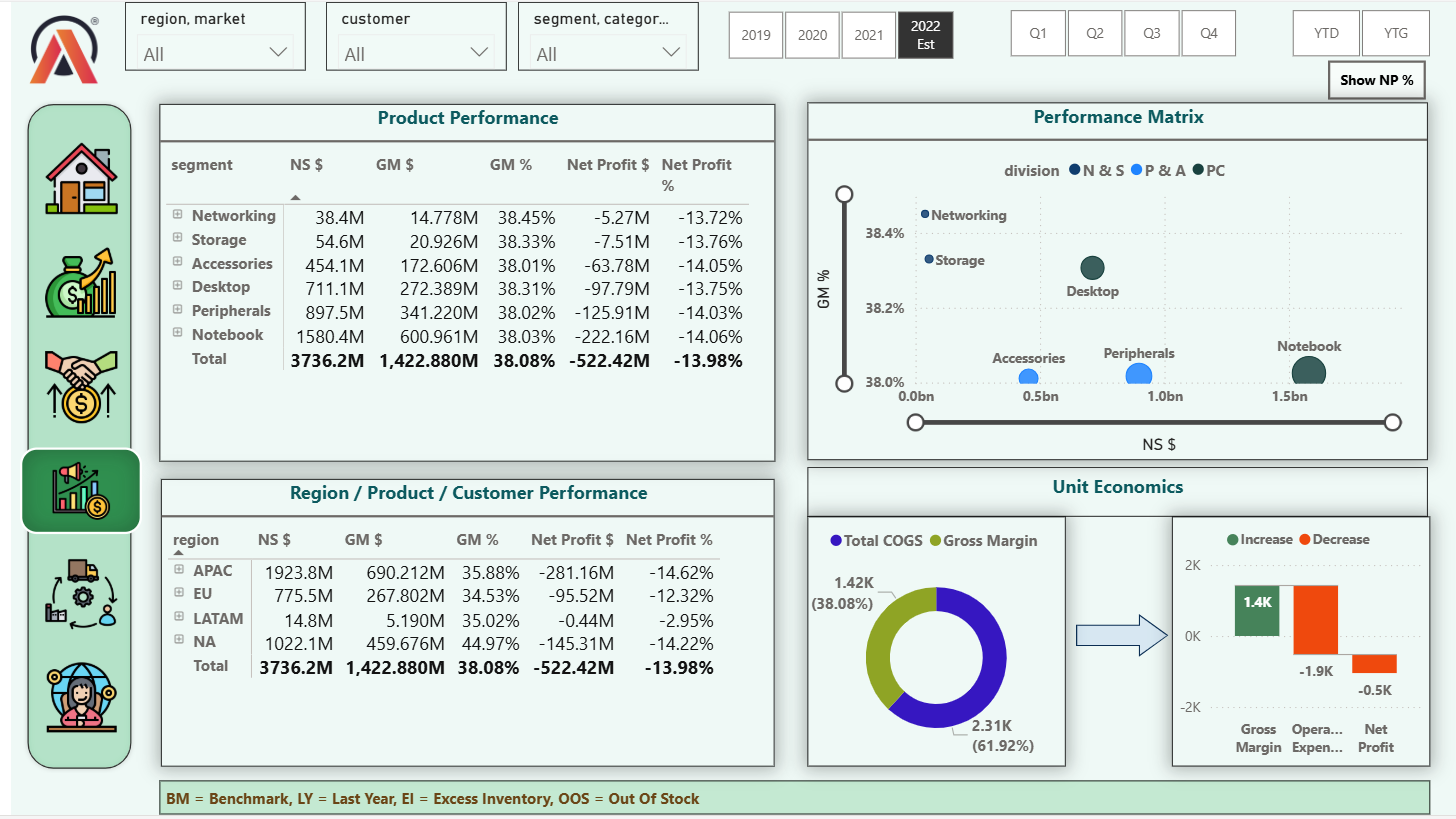 region, market
All
customer
All
segment, categor...
All
2019
2020
2021
2022
Est
Q1
Q2
Q3
Q4
YTD
YTG
Show NP %
®
Product Performance
segment NS $ GM $ GM % Net Profit $ Net Profit
%
Networking 38.4M 14.778M 38.45% -5.27M -13.72%
Storage 54.6M 20.926M 38.33% -7.51M -13.76%
Accessories 454.1M 172.606M 38.01% -63.78M -14.05%
Desktop 711.1M 272.389M 38.31% -97.79M -13.75%
Peripherals 897.5M 341.220M 38.02% -125.91M -14.03%
Notebook 1580.4M 600.961M 38.03% -222.16M -14.06%
Total 3736.2M 1,422.880M 38.08% -522.42M -13.98%
Performance Matrix
division N & S P & A PC
Networking
38.4%
Storage
Desktop
GM %
38.2%
Accessories
Peripherals
Notebook
38.0%
0.0bn 0.5bn 1.0bn 1.5bn
NS $
Region / Product / Customer Performance
region NS $ GM $ GM % Net Profit $ Net Profit %
APAC 1923.8M 690.212M 35.88% -281.16M -14.62%
EU 775.5M 267.802M 34.53% -95.52M -12.32%
LATAM 14.8M 5.190M 35.02% -0.44M -2.95%
NA 1022.1M 459.676M 44.97% -145.31M -14.22%
Total 3736.2M 1,422.880M 38.08% -522.42M -13.98%
Unit Economics
Total COGS Gross Margin
1.42K
(38.08%)
2.31K
(61.92%)
Increase Decrease
2K
1.4K
0K
-1.9K
-0.5K
-2K
Gross Opera... Net
Margin Expen... Profit
BM = Benchmark, LY = Last Year, EI = Excess Inventory, OOS = Out Of Stock